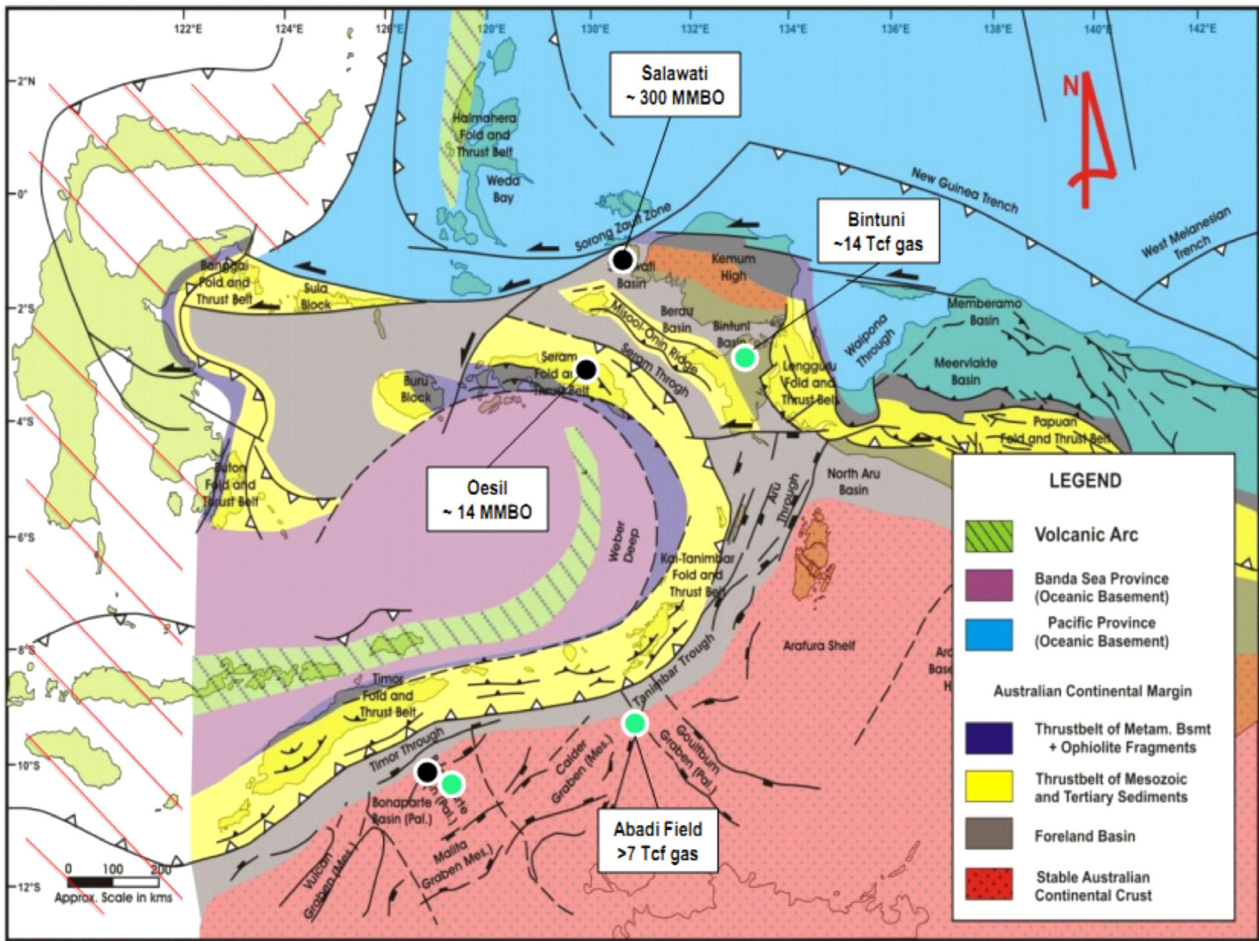 122°E
124°E
126°E
120°E
130°E
132°E
134°E
136°E
138°E
140°E
142°E
2°N
0°
2°S
4°S
6°S
8°S
10°S
12°S
N
Salawati
~ 300 MMBO
Bintuni
~14 Tcf gas
Oesil
~ 14 MMBO
Abadi Field
>7 Tcf gas
Halmahera
Fold and
Thrust Belt
Weda
Bay
New Guinea Trench
West Melanesian
Trench
Sorong Zault Zone
Banggai
Fold and
Thrust Belt
Sula
Block
Basin
Kemum
High
Misool-Onin Ridge
Berau
Basin
Bintuni
Basin
Memberamo
Basin
Waipona
Through
Meervlakte
Basin
Seram
Fold and
Thrust Belt
Seram Throgh
Buru
Block
Lengguru
Fold and
Thrust Belt
Papuan
Fold and Thrust Belt
Buton
Fold and
Thrust Belt
Weber
Deep
Aru
Through
North Aru
Basin
Kai-Tanimbar
Fold and
Thrust Belt
Arafura Shelf
Timor
Fold and
Thrust Belt
Tanimbar Trough
Timor Through
Bonaparte
Basin (Pal.)
Calder
Graben (Mes.)
Goulburn
Graben (Pal.)
Vulcan
Graben (Mes.)
Malita
Graben Mes.)
0 100 200
Approx. Scale in kms
LEGEND
Volcanic Arc
Banda Sea Province
(Oceanic Basement)
Pacific Province
(Oceanic Basement)
Australian Continental Margin
Thrustbelt of Metam. Bsmt
+ Ophiolite Fragments
Thrustbelt of Mesozoic
and Tertiary Sediments
Foreland Basin
Stable Australian
Continental Crust